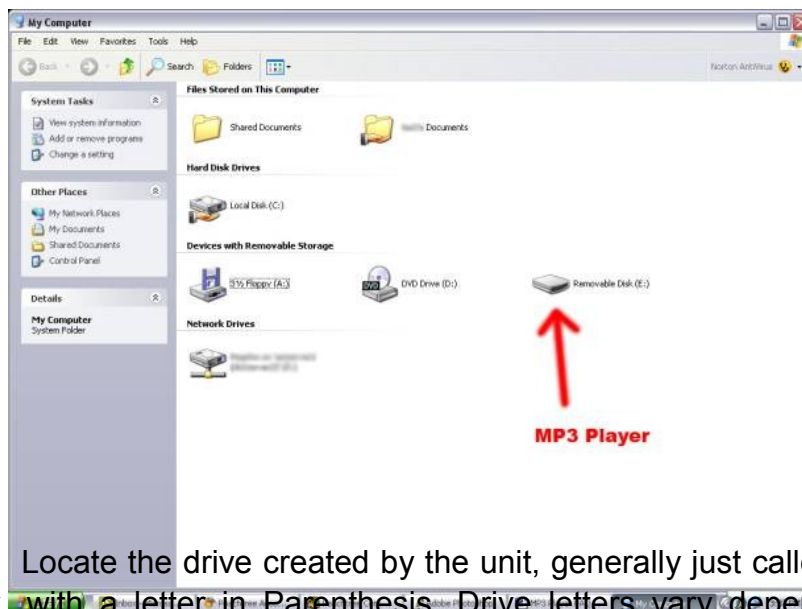 My Computer
File Edit View Favorites Tools Help
Back Search Folders Norton AntiVirus
System Tasks
View system information
Add or remove programs
Change a setting
Other Places
My Network Places
My Documents
Shared Documents
Control Panel
Details
My Computer
System Folder
Files Stored on This Computer
Shared Documents
Documents
Hard Disk Drives
Local Disk (C:)
Devices with Removable Storage
3½ Floppy (A:)
DVD Drive (D:)
Removable Disk (E:)
Network Drives
MP3 Player
Locate the drive created by the unit, generally just calle
with a letter in Parenthesis. Drive letters vary depe